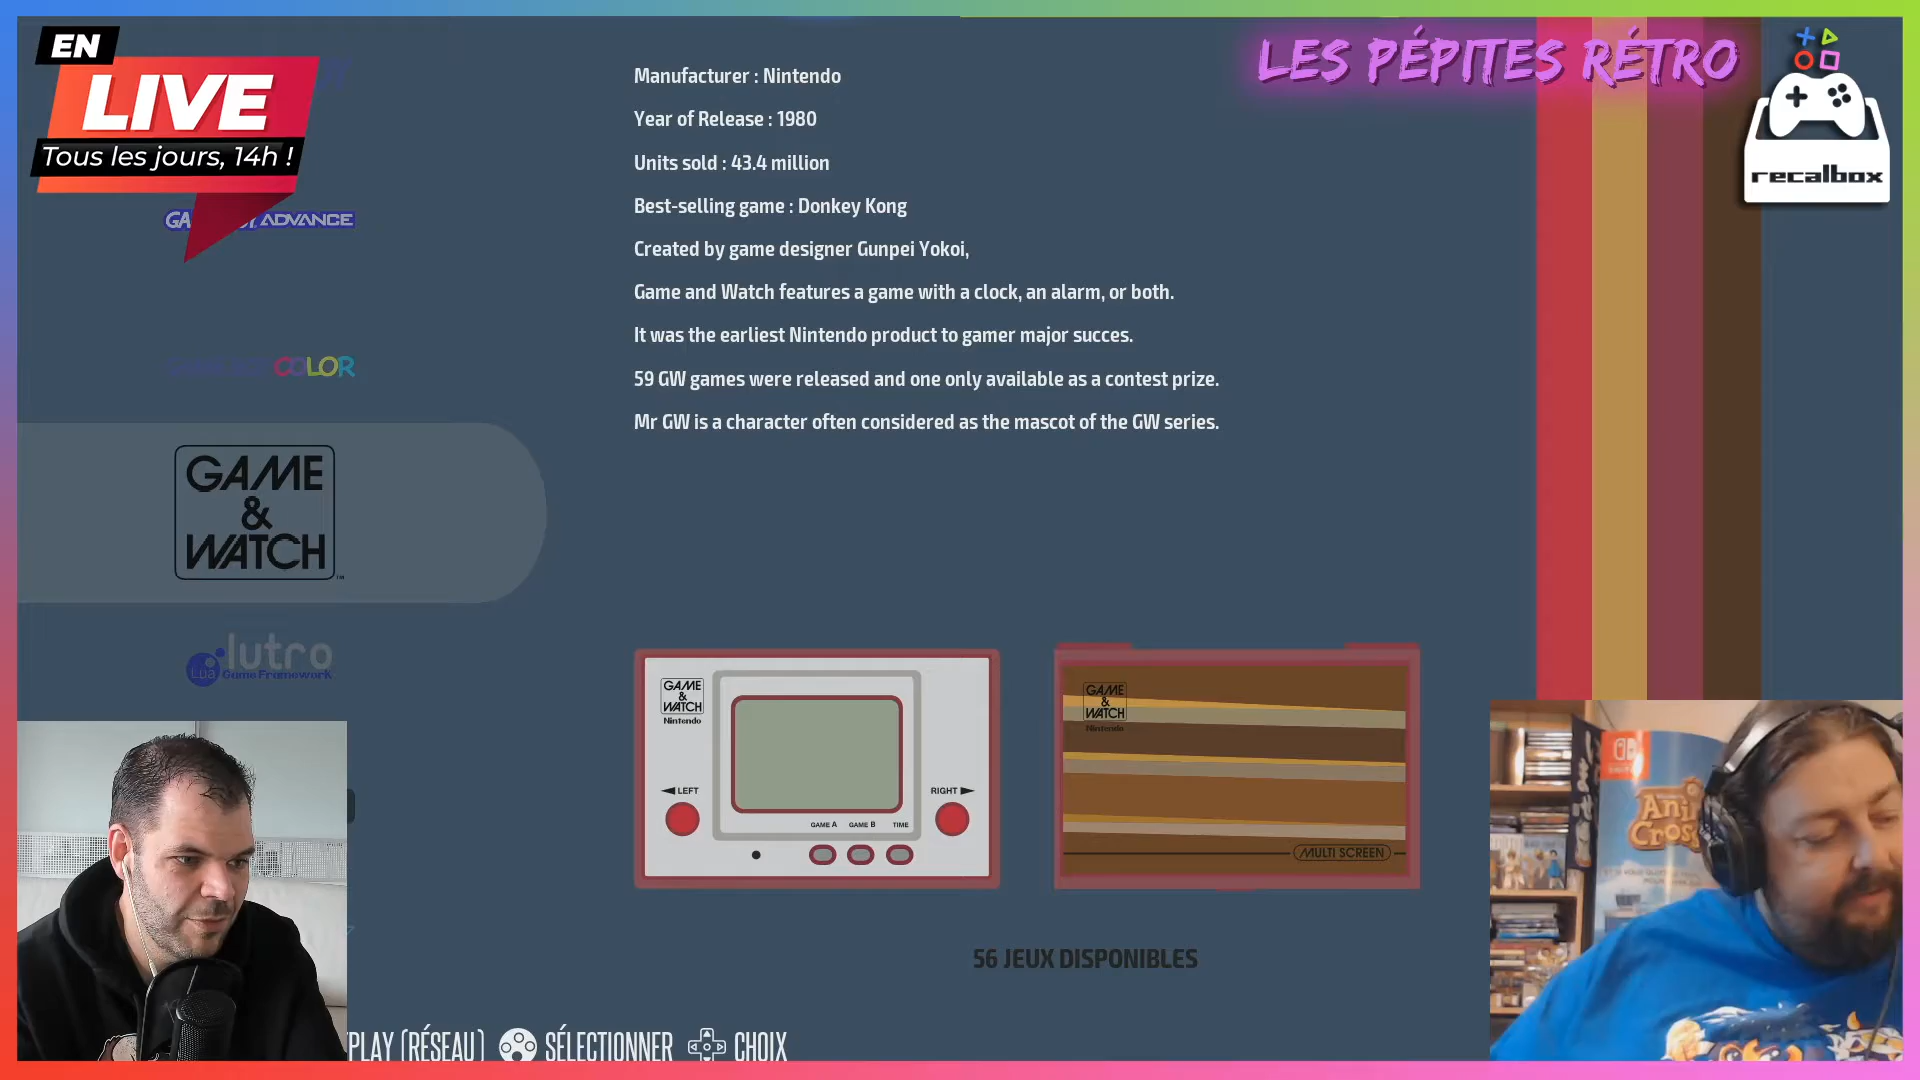 EN
LIVE
Tous les jours, 14h !
LES PÉPITES RÉTRO
recalbox
Manufacturer : Nintendo
Year of Release : 1980
Units sold : 43.4 million
Best-selling game : Donkey Kong
Created by game designer Gunpei Yokoi,
Game and Watch features a game with a clock, an alarm, or both.
It was the earliest Nintendo product to gamer major succes.
59 GW games were released and one only available as a contest prize.
Mr GW is a character often considered as the mascot of the GW series.
ADVANCE
COLOR
GAME
&
WATCH
™
lutro
Lua Game Framework
GAME
&
WATCH
Nintendo
LEFT
RIGHT
GAME A GAME B TIME
GAME
&
WATCH
Nintendo
MULTI SCREEN
56 JEUX DISPONIBLES
PLAY (RÉSEAU) SÉLECTIONNER CHOIX